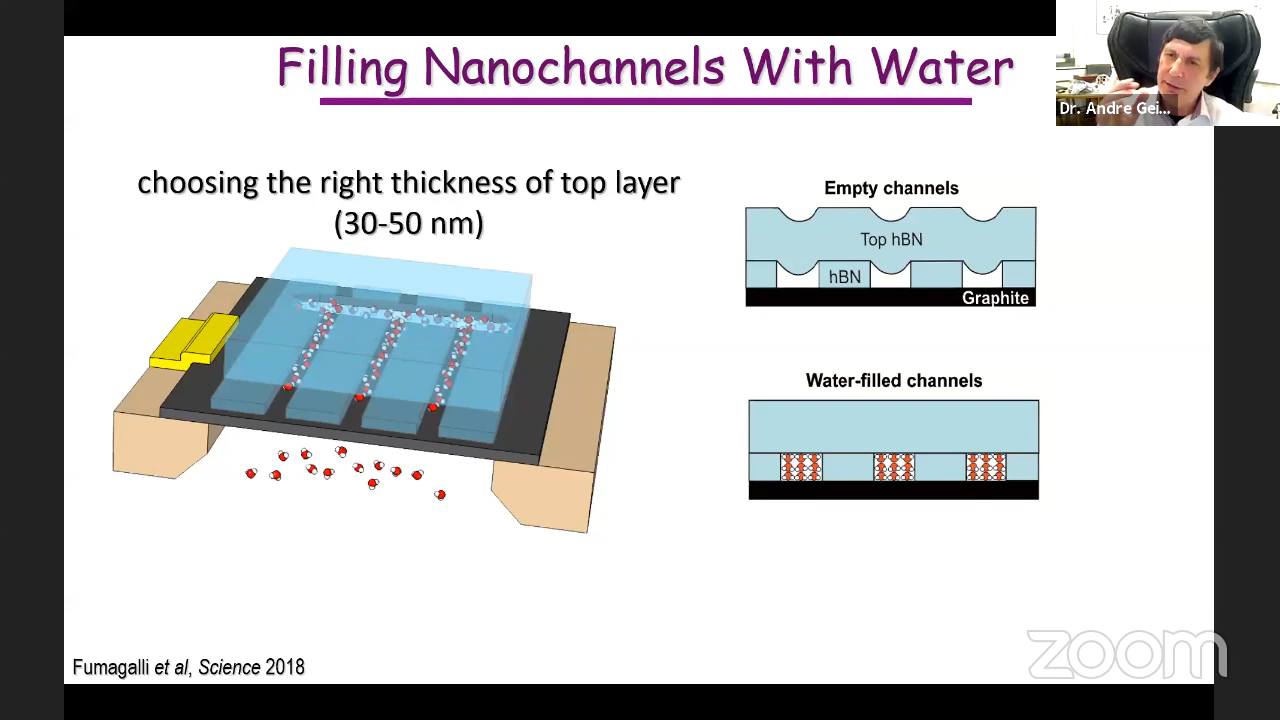 Filling Nanochannels With Water
Dr. Andre Gei...
choosing the right thickness of top layer
(30-50 nm)
Empty channels
Top hBN
hBN
Graphite
Water-filled channels
Fumagalli et al, Science 2018
zoom